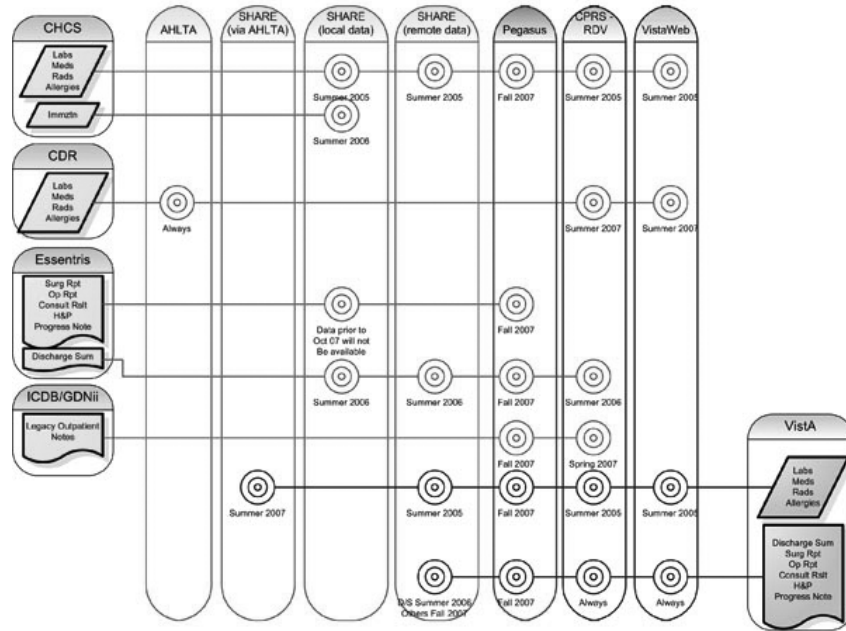 CHCS
Labs
Meds
Rads
Allergies
Immztn
CDR
Labs
Meds
Rads
Allergies
Essentris
Surg Rpt
Op Rpt
Consult Rslt
H&P
Progress Note
Discharge Sum
ICDB/GDNii
Legacy Outpatient
Notes
AHLTA
SHARE
(via AHLTA)
SHARE
(local data)
SHARE
(remote data)
Pegasus
CPRS -
RDV
VistaWeb
Summer 2005
Summer 2005
Fall 2007
Summer 2005
Summer 2005
Summer 2006
Always
Summer 2007
Summer 2007
Data prior to
Oct 07 will not
Be available
Fall 2007
Summer 2006
Summer 2006
Fall 2007
Summer 2006
Fall 2007
Spring 2007
Summer 2007
Summer 2005
Fall 2007
Summer 2005
Summer 2005
D/S Summer 2006
Others Fall 2007
Fall 2007
Always
Always
VistA
Labs
Meds
Rads
Allergies
Discharge Sum
Surg Rpt
Op Rpt
Consult Rslt
H&P
Progress Note